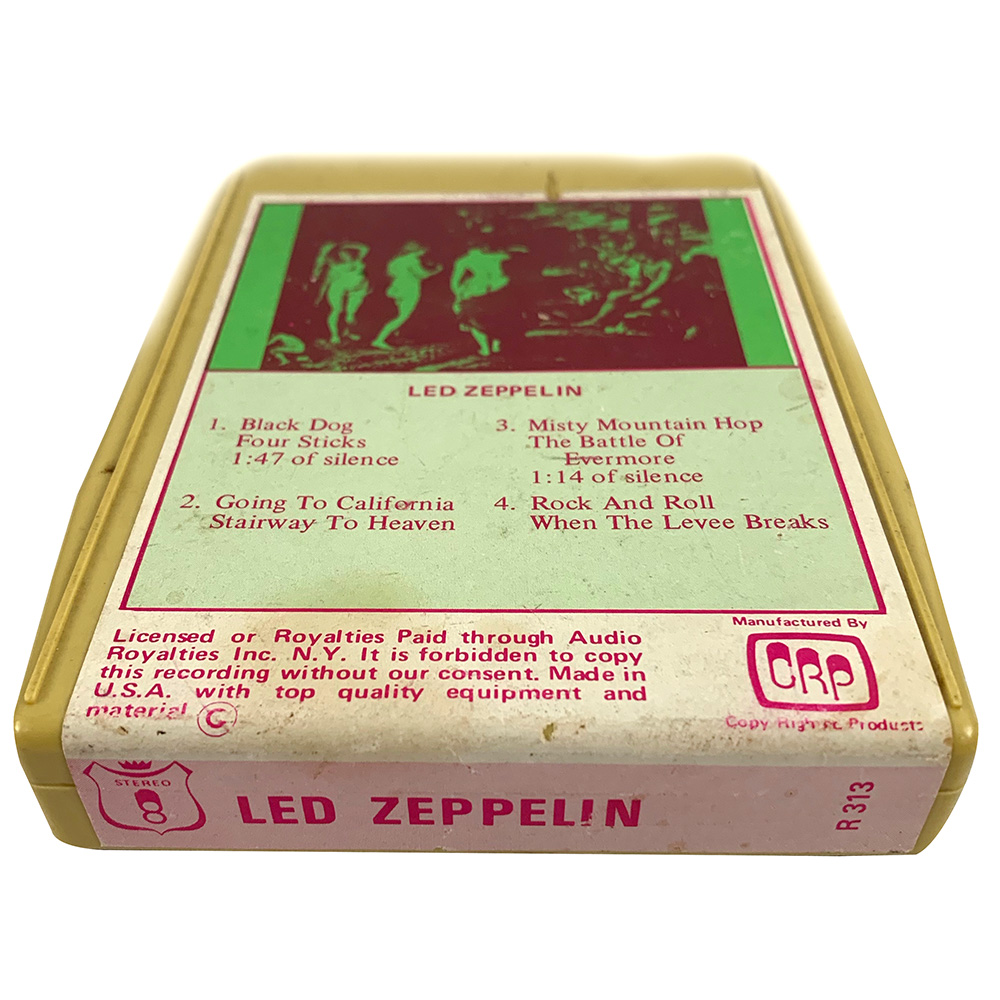 LED ZEPPELIN
1. Black Dog
Four Sticks
1:47 of silence
2. Going To California
Stairway To Heaven
3. Misty Mountain Hop
The Battle Of
Evermore
1:14 of silence
4. Rock And Roll
When The Levee Breaks
Licensed or Royalties Paid through Audio
Royalties Inc. N.Y. It is forbidden to copy
this recording without our consent. Made in
U.S.A. with top quality equipment and
material ©
Manufactured By
CRP
Copy Products
STEREO
8
LED ZEPPELIN
R 313